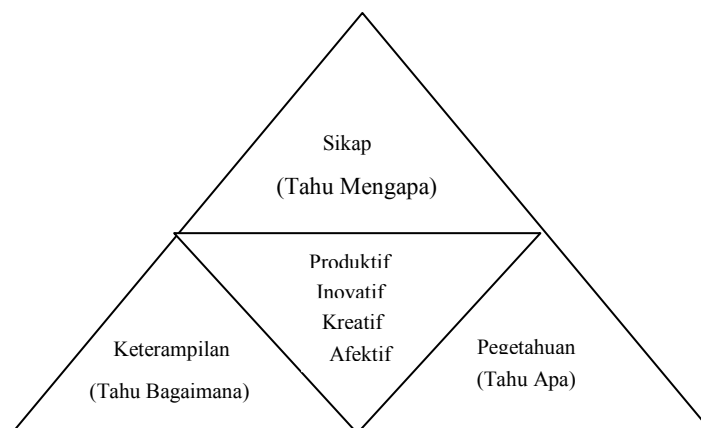 Sikap
(Tahu Mengapa)
Produktif
Inovatif
Kreatif
Afektif
Keterampilan
(Tahu Bagaimana)
Pegetahuan
(Tahu Apa)